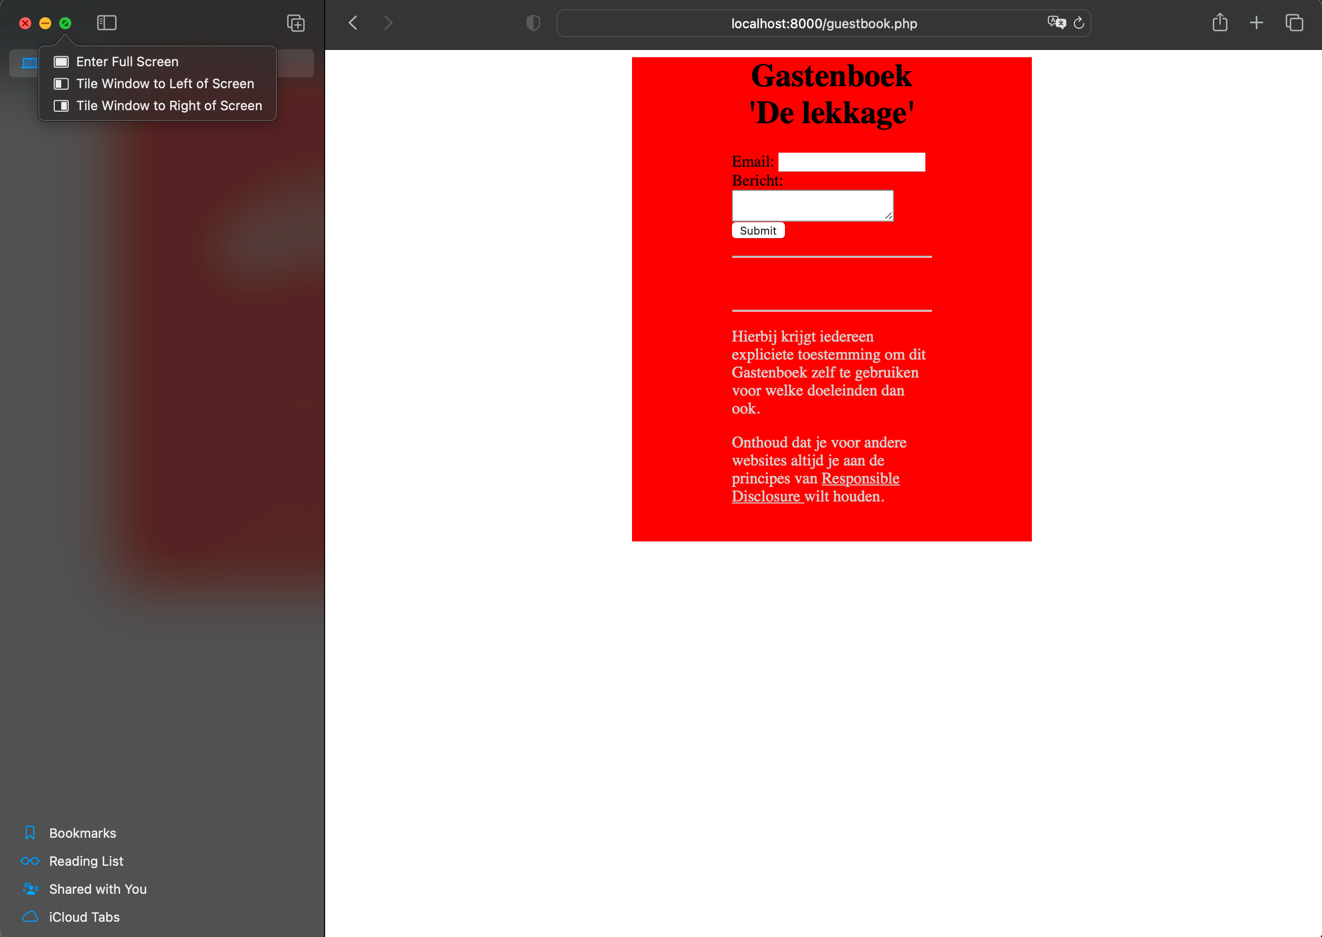 localhost:8000/guestbook.php
Enter Full Screen
Tile Window to Left of Screen
Tile Window to Right of Screen
Gastenboek
'De lekkage'
Email:
Bericht:
Submit
Hierbij krijgt iedereen
expliciete toestemming om dit
Gastenboek zelf te gebruiken
voor welke doeleinden dan
ook.
Onthoud dat je voor andere
websites altijd je aan de
principes van Responsible
Disclosure wilt houden.
Bookmarks
Reading List
Shared with You
iCloud Tabs